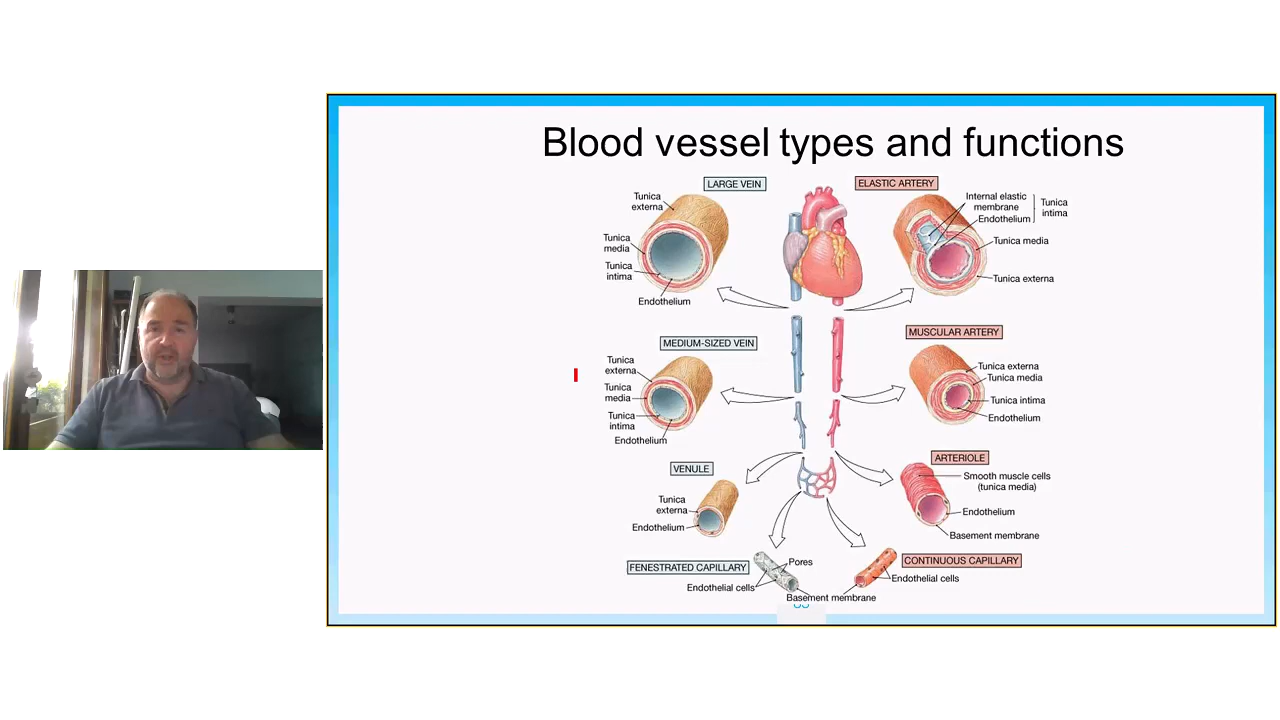 Blood vessel types and functions
LARGE VEIN
Tunica
externa
Tunica
media
Tunica
intima
Endothelium
ELASTIC ARTERY
Internal elastic
membrane
Endothelium
Tunica
intima
Tunica media
Tunica externa
MEDIUM-SIZED VEIN
Tunica
externa
Tunica
media
Tunica
intima
Endothelium
MUSCULAR ARTERY
Tunica externa
Tunica media
Tunica intima
Endothelium
VENULE
Tunica
externa
Endothelium
ARTERIOLE
Smooth muscle cells
(tunica media)
Endothelium
Basement membrane
FENESTRATED CAPILLARY
Pores
Endothelial cells
Basement membrane
CONTINUOUS CAPILLARY
Endothelial cells